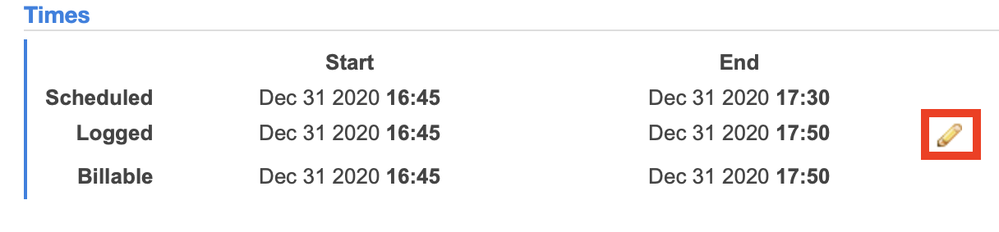 Times
Start End
Scheduled Dec 31 2020 16:45 Dec 31 2020 17:30
Logged Dec 31 2020 16:45 Dec 31 2020 17:50
Billable Dec 31 2020 16:45 Dec 31 2020 17:50